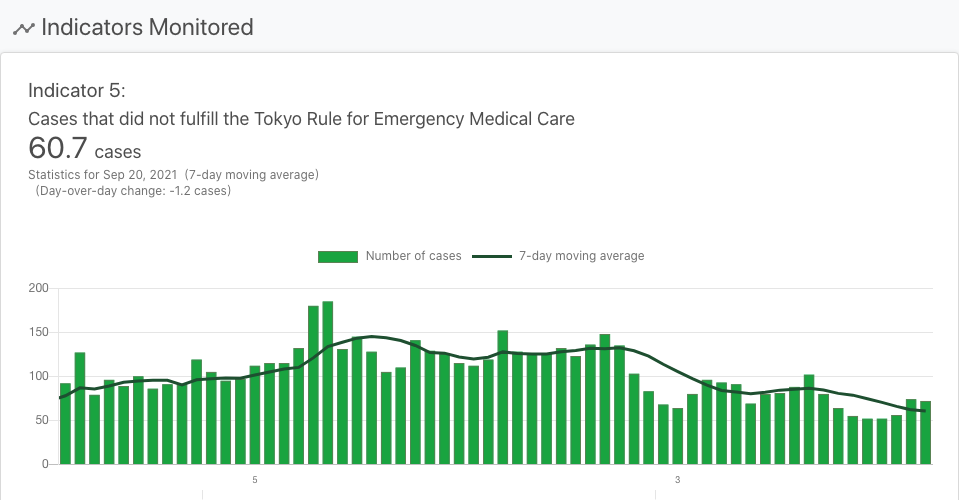 Indicators Monitored
Indicator 5:
Cases that did not fulfill the Tokyo Rule for Emergency Medical Care
60.7 cases
Statistics for Sep 20, 2021 (7-day moving average)
(Day-over-day change: -1.2 cases)
Number of cases 7-day moving average
200
150
100
50
0
5 3